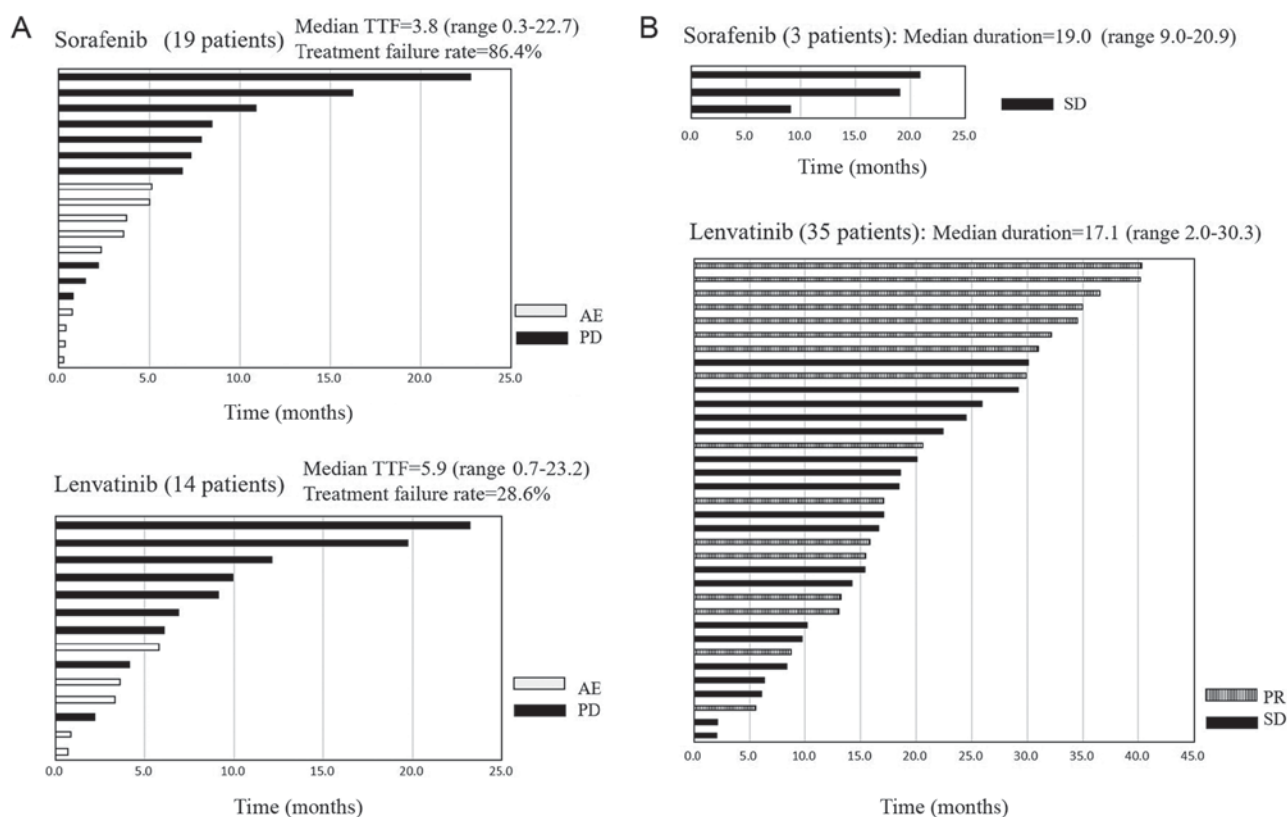 A
Sorafenib (19 patients)
Median TTF=3.8 (range 0.3-22.7)
Treatment failure rate=86.4%
AE
PD
0.0 5.0 10.0 15.0 20.0 25.0
Time (months)
Lenvatinib (14 patients)
Median TTF=5.9 (range 0.7-23.2)
Treatment failure rate=28.6%
AE
PD
0.0 5.0 10.0 15.0 20.0 25.0
Time (months)
B
Sorafenib (3 patients): Median duration=19.0 (range 9.0-20.9)
SD
0.0 5.0 10.0 15.0 20.0 25.0
Time (months)
Lenvatinib (35 patients): Median duration=17.1 (range 2.0-30.3)
PR
SD
0.0 5.0 10.0 15.0 20.0 25.0 30.0 35.0 40.0 45.0
Time (months)